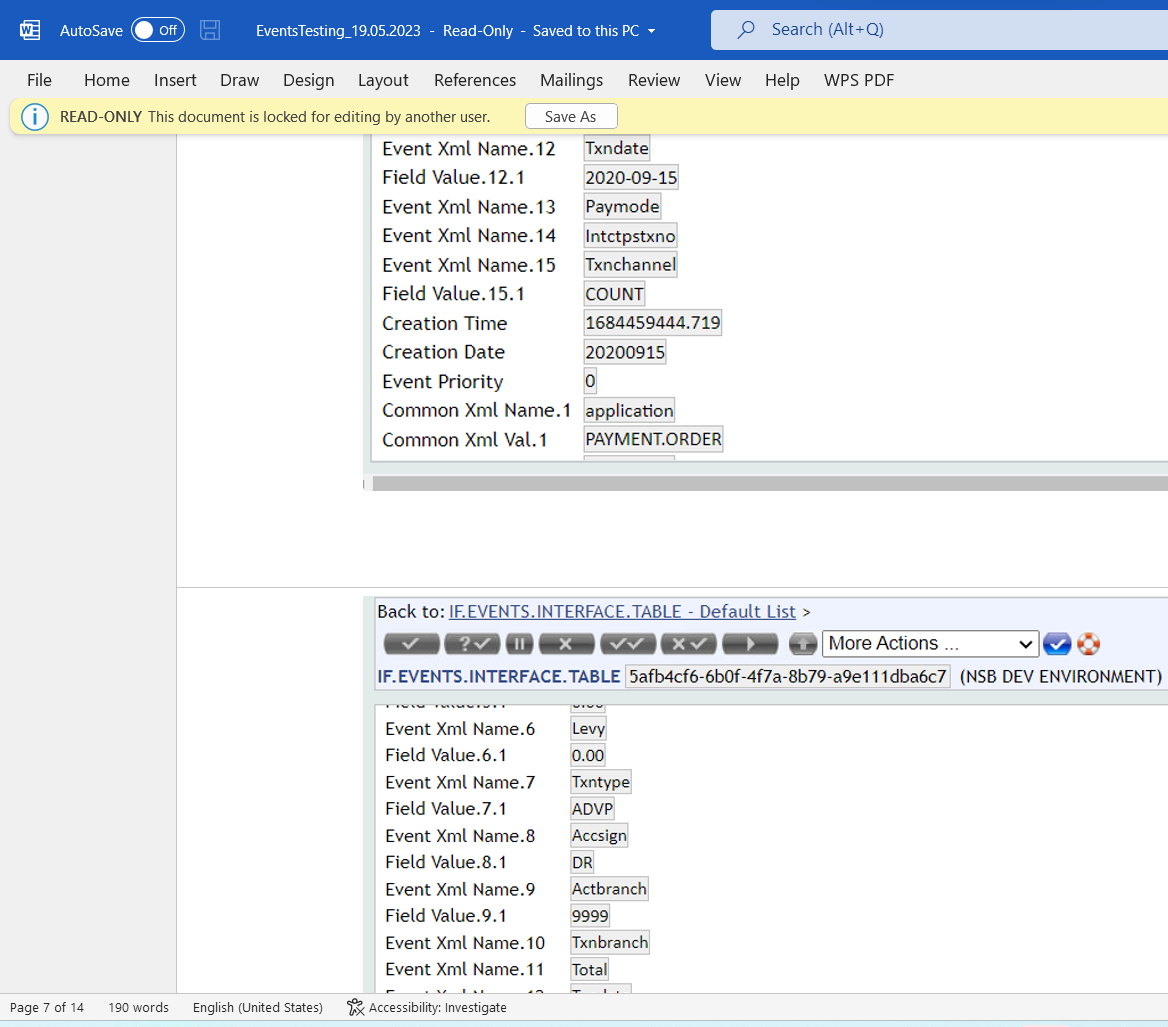 AutoSave Off EventsTesting_19.05.2023 - Read-Only - Saved to this PC Search (Alt+Q)
File Home Insert Draw Design Layout References Mailings Review View Help WPS PDF
READ-ONLY This document is locked for editing by another user. Save As
Event Xml Name.12 Txndate
Field Value.12.1 2020-09-15
Event Xml Name.13 Paymode
Event Xml Name.14 Intctpstxno
Event Xml Name.15 Txnchannel
Field Value.15.1 COUNT
Creation Time 1684459444.719
Creation Date 20200915
Event Priority 0
Common Xml Name.1 application
Common Xml Val.1 PAYMENT.ORDER
Back to: IF.EVENTS.INTERFACE.TABLE - Default List >
More Actions ...
IF.EVENTS.INTERFACE.TABLE 5afb4cf6-6b0f-4f7a-8b79-a9e111dba6c7 (NSB DEV ENVIRONMENT)
Event Xml Name.6 Levy
Field Value.6.1 0.00
Event Xml Name.7 Txntype
Field Value.7.1 ADVP
Event Xml Name.8 Accsign
Field Value.8.1 DR
Event Xml Name.9 Actbranch
Field Value.9.1 9999
Event Xml Name.10 Txnbranch
Event Xml Name.11 Total
Page 7 of 14 190 words English (United States) Accessibility: Investigate